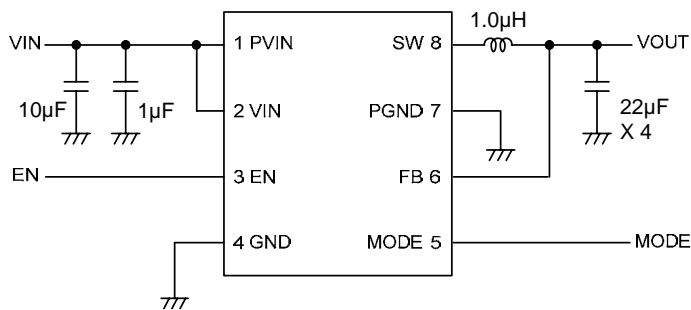 1.0µH
VIN
1 PVIN
SW 8
VOUT
10µF
1µF
2 VIN
PGND 7
22µF
X 4
EN
3 EN
FB 6
4 GND
MODE 5
MODE